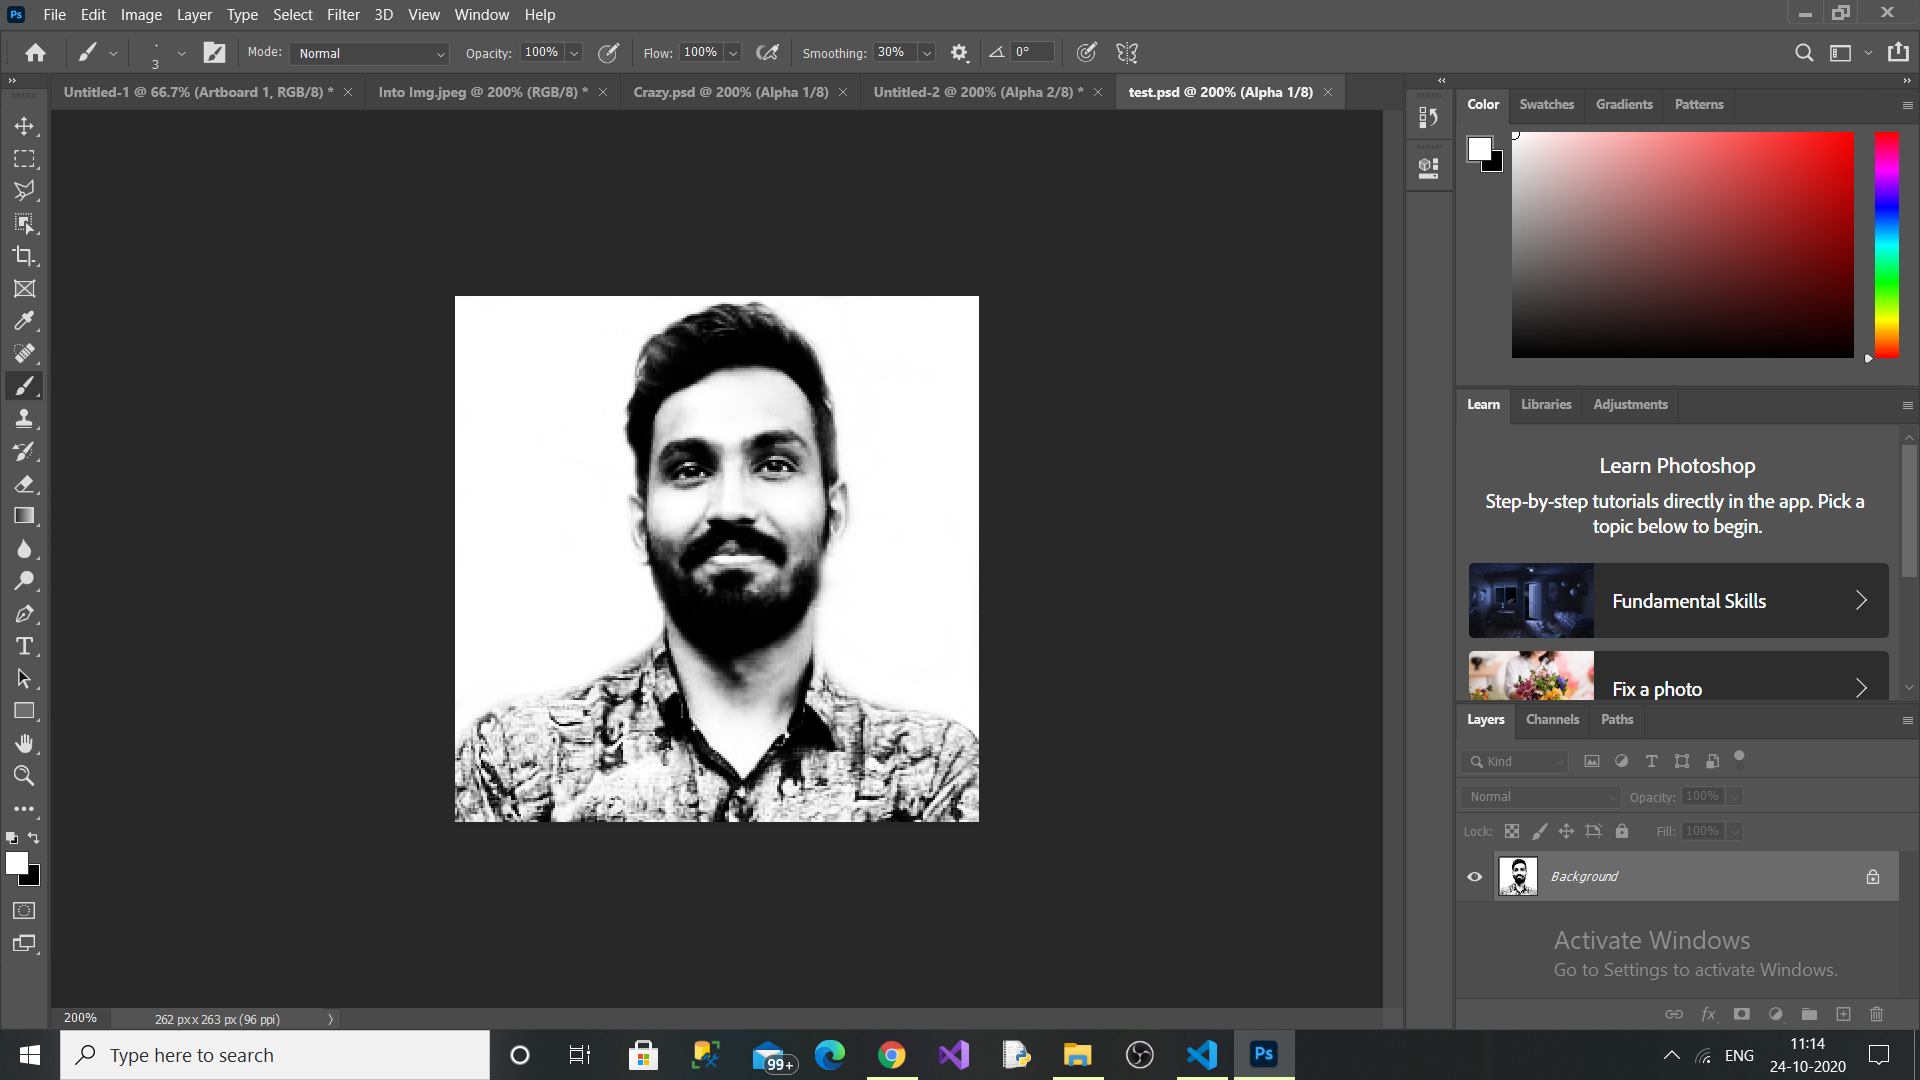 Ps File Edit Image Layer Type Select Filter 3D View Window Help
3 Mode: Normal Opacity: 100% Flow: 100% Smoothing: 30% 0°
Untitled-1 @ 66.7% (Artboard 1, RGB/8) * Into Img.jpeg @ 200% (RGB/8) * Crazy.psd @ 200% (Alpha 1/8) Untitled-2 @ 200% (Alpha 2/8) * test.psd @ 200% (Alpha 1/8)
Color Swatches Gradients Patterns
Learn Libraries Adjustments
Learn Photoshop
Step-by-step tutorials directly in the app. Pick a
topic below to begin.
Fundamental Skills
Fix a photo
Layers Channels Paths
Kind
Normal Opacity: 100%
Lock: Fill: 100%
Background
Activate Windows
Go to Settings to activate Windows.
200% 262 px x 263 px (96 ppi)
Type here to search
99+
Ps
ENG
11:14
24-10-2020